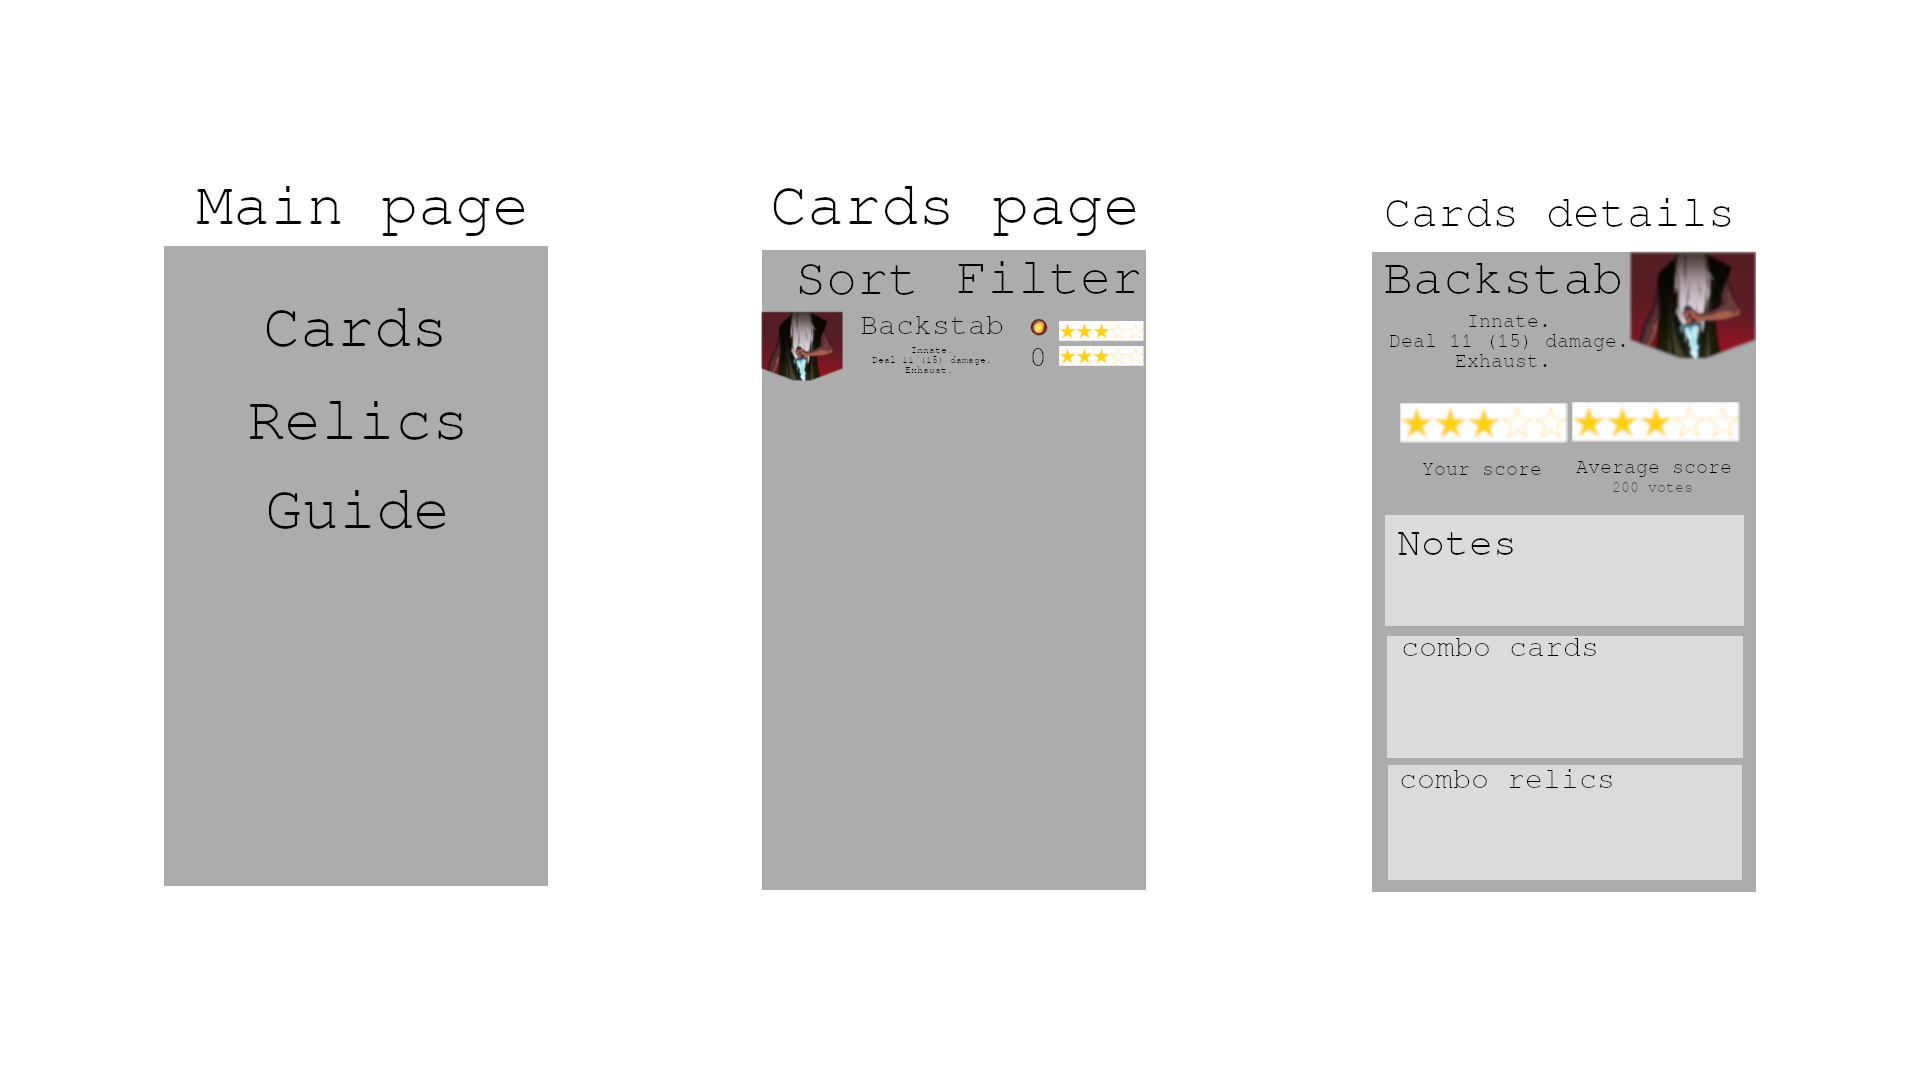 Main page
Cards
Relics
Guide
Cards page
Sort Filter
Backstab
Innate.
Deal 11 (15) damage.
Exhaust.
0
Cards details
Backstab
Innate.
Deal 11 (15) damage.
Exhaust.
Your score
Average score
200 votes
Notes
combo cards
combo relics